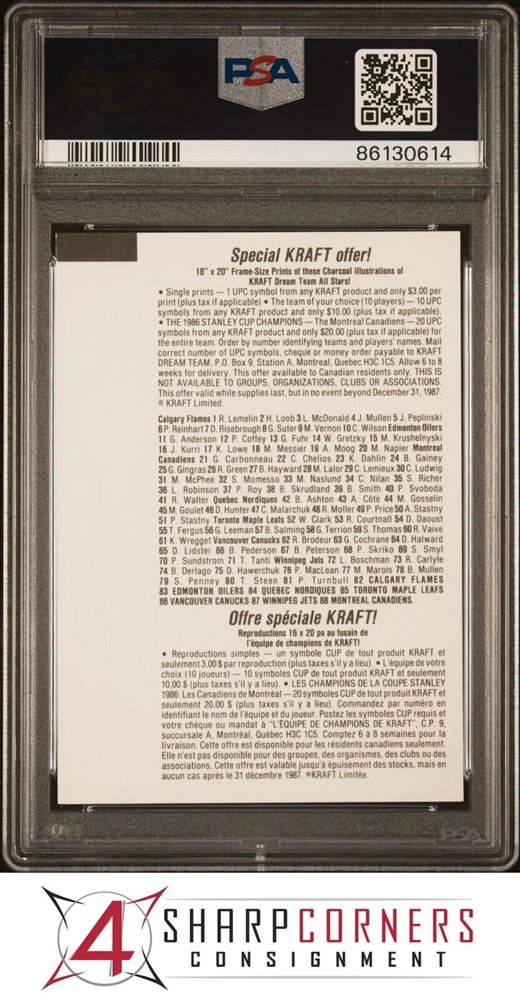 PSA
86130614
Special KRAFT offer!
16" x 20" Frame-Size Prints of these Charcoal Illustrations of
KRAFT Dream Team All Stars!
• Single prints — 1 UPC symbol from any KRAFT product and only $3.00 per
print (plus tax if applicable) • The team of your choice (10 players) — 10 UPC
symbols from any KRAFT product and only $10.00 (plus tax if applicable).
• THE 1986 STANLEY CUP CHAMPIONS — The Montreal Canadiens — 20 UPC
symbols from any KRAFT product and only $20.00 (plus tax if applicable) for
the entire team. Order by number identifying teams and players' names. Mail
correct number of UPC symbols, cheque or money order payable to KRAFT
DREAM TEAM, P.O. Box 9, Station A, Montreal, Quebec H3C 1C5. Allow 6 to 8
weeks for delivery. This offer available to Canadian residents only. THIS IS
NOT AVAILABLE TO GROUPS, ORGANIZATIONS, CLUBS OR ASSOCIATIONS.
This offer valid while supplies last, but in no event beyond December 31, 1987.
© KRAFT Limited.
Calgary Flames 1 R. Lemelin 2 H. Loob 3 L. McDonald 4 J. Mullen 5 J. Peplinski
6 P. Reinhart 7 D. Risebrough 8 G. Suter 9 M. Vernon 10 C. Wilson Edmonton Oilers
11 G. Anderson 12 P. Coffey 13 G. Fuhr 14 W. Gretzky 15 M. Krushelnyski
16 J. Kurri 17 K. Lowe 18 M. Messier 19 A. Moog 20 M. Napier Montreal
Canadiens 21 G. Carbonneau 22 C. Chelios 23 K. Dahlin 24 B. Gainey
25 G. Gingras 26 R. Green 27 B. Hayward 28 M. Lalor 29 C. Lemieux 30 C. Ludwig
31 M. McPhee 32 S. Momesso 33 M. Naslund 34 C. Nilan 35 S. Richer
36 L. Robinson 37 P. Roy 38 B. Skrudland 39 B. Smith 40 P. Svoboda
41 R. Walter Quebec Nordiques 42 B. Ashton 43 A. Côté 44 M. Gosselin
45 M. Goulet 46 D. Hunter 47 C. Malarchuk 48 R. Moller 49 P. Price 50 A. Stastny
51 P. Stastny Toronto Maple Leafs 52 W. Clark 53 R. Courtnall 54 D. Daoust
55 T. Fergus 56 G. Leeman 57 B. Salming 58 G. Terrion 59 S. Thomas 60 R. Vaive
61 K. Wregget Vancouver Canucks 62 R. Brodeur 63 G. Cochrane 64 D. Halward
65 D. Lidster 66 B. Pederson 67 B. Peterson 68 P. Skriko 69 S. Smyl
70 P. Sundstrom 71 T. Tanti Winnipeg Jets 72 L. Boschman 73 R. Carlyle
74 B. Derlago 75 D. Hawerchuk 76 P. MacLean 77 M. Marois 78 B. Mullen
79 S. Penney 80 T. Steen 81 P. Turnbull 82 CALGARY FLAMES
83 EDMONTON OILERS 84 QUEBEC NORDIQUES 85 TORONTO MAPLE LEAFS
86 VANCOUVER CANUCKS 87 WINNIPEG JETS 88 MONTREAL CANADIENS.
Offre spéciale KRAFT!
Reproductions 16 x 20 po au fusain de
l'équipe de champions de KRAFT!
• Reproductions simples — un symbole CUP de tout produit KRAFT et
seulement 3,00 $ par reproduction (plus taxes s'il y a lieu). • L'équipe de votre
choix (10 joueurs) — 10 symboles CUP de tout produit KRAFT et seulement
10,00 $ (plus taxes s'il y a lieu). • LES CHAMPIONS DE LA COUPE STANLEY
1986: Les Canadiens de Montréal — 20 symboles CUP de tout produit KRAFT et
seulement 20,00 $ (plus taxes s'il y a lieu). Commandez par numéro en
identifiant le nom de l'équipe et du joueur. Postez les symboles CUP requis et
votre chèque ou mandat à "L'ÉQUIPE DE CHAMPIONS DE KRAFT", C.P. 9,
succursale A, Montréal, Québec H3C 1C5. Comptez 6 à 8 semaines pour la
livraison. Cette offre est disponible pour les résidents canadiens seulement.
Elle n'est pas disponible pour des groupes, des organismes, des clubs ou des
associations. Cette offre est valable jusqu'à épuisement des stocks, mais en
aucun cas après le 31 décembre 1987. ©KRAFT Limitée.
PSA
4 SHARPCORNERS
CONSIGNMENT